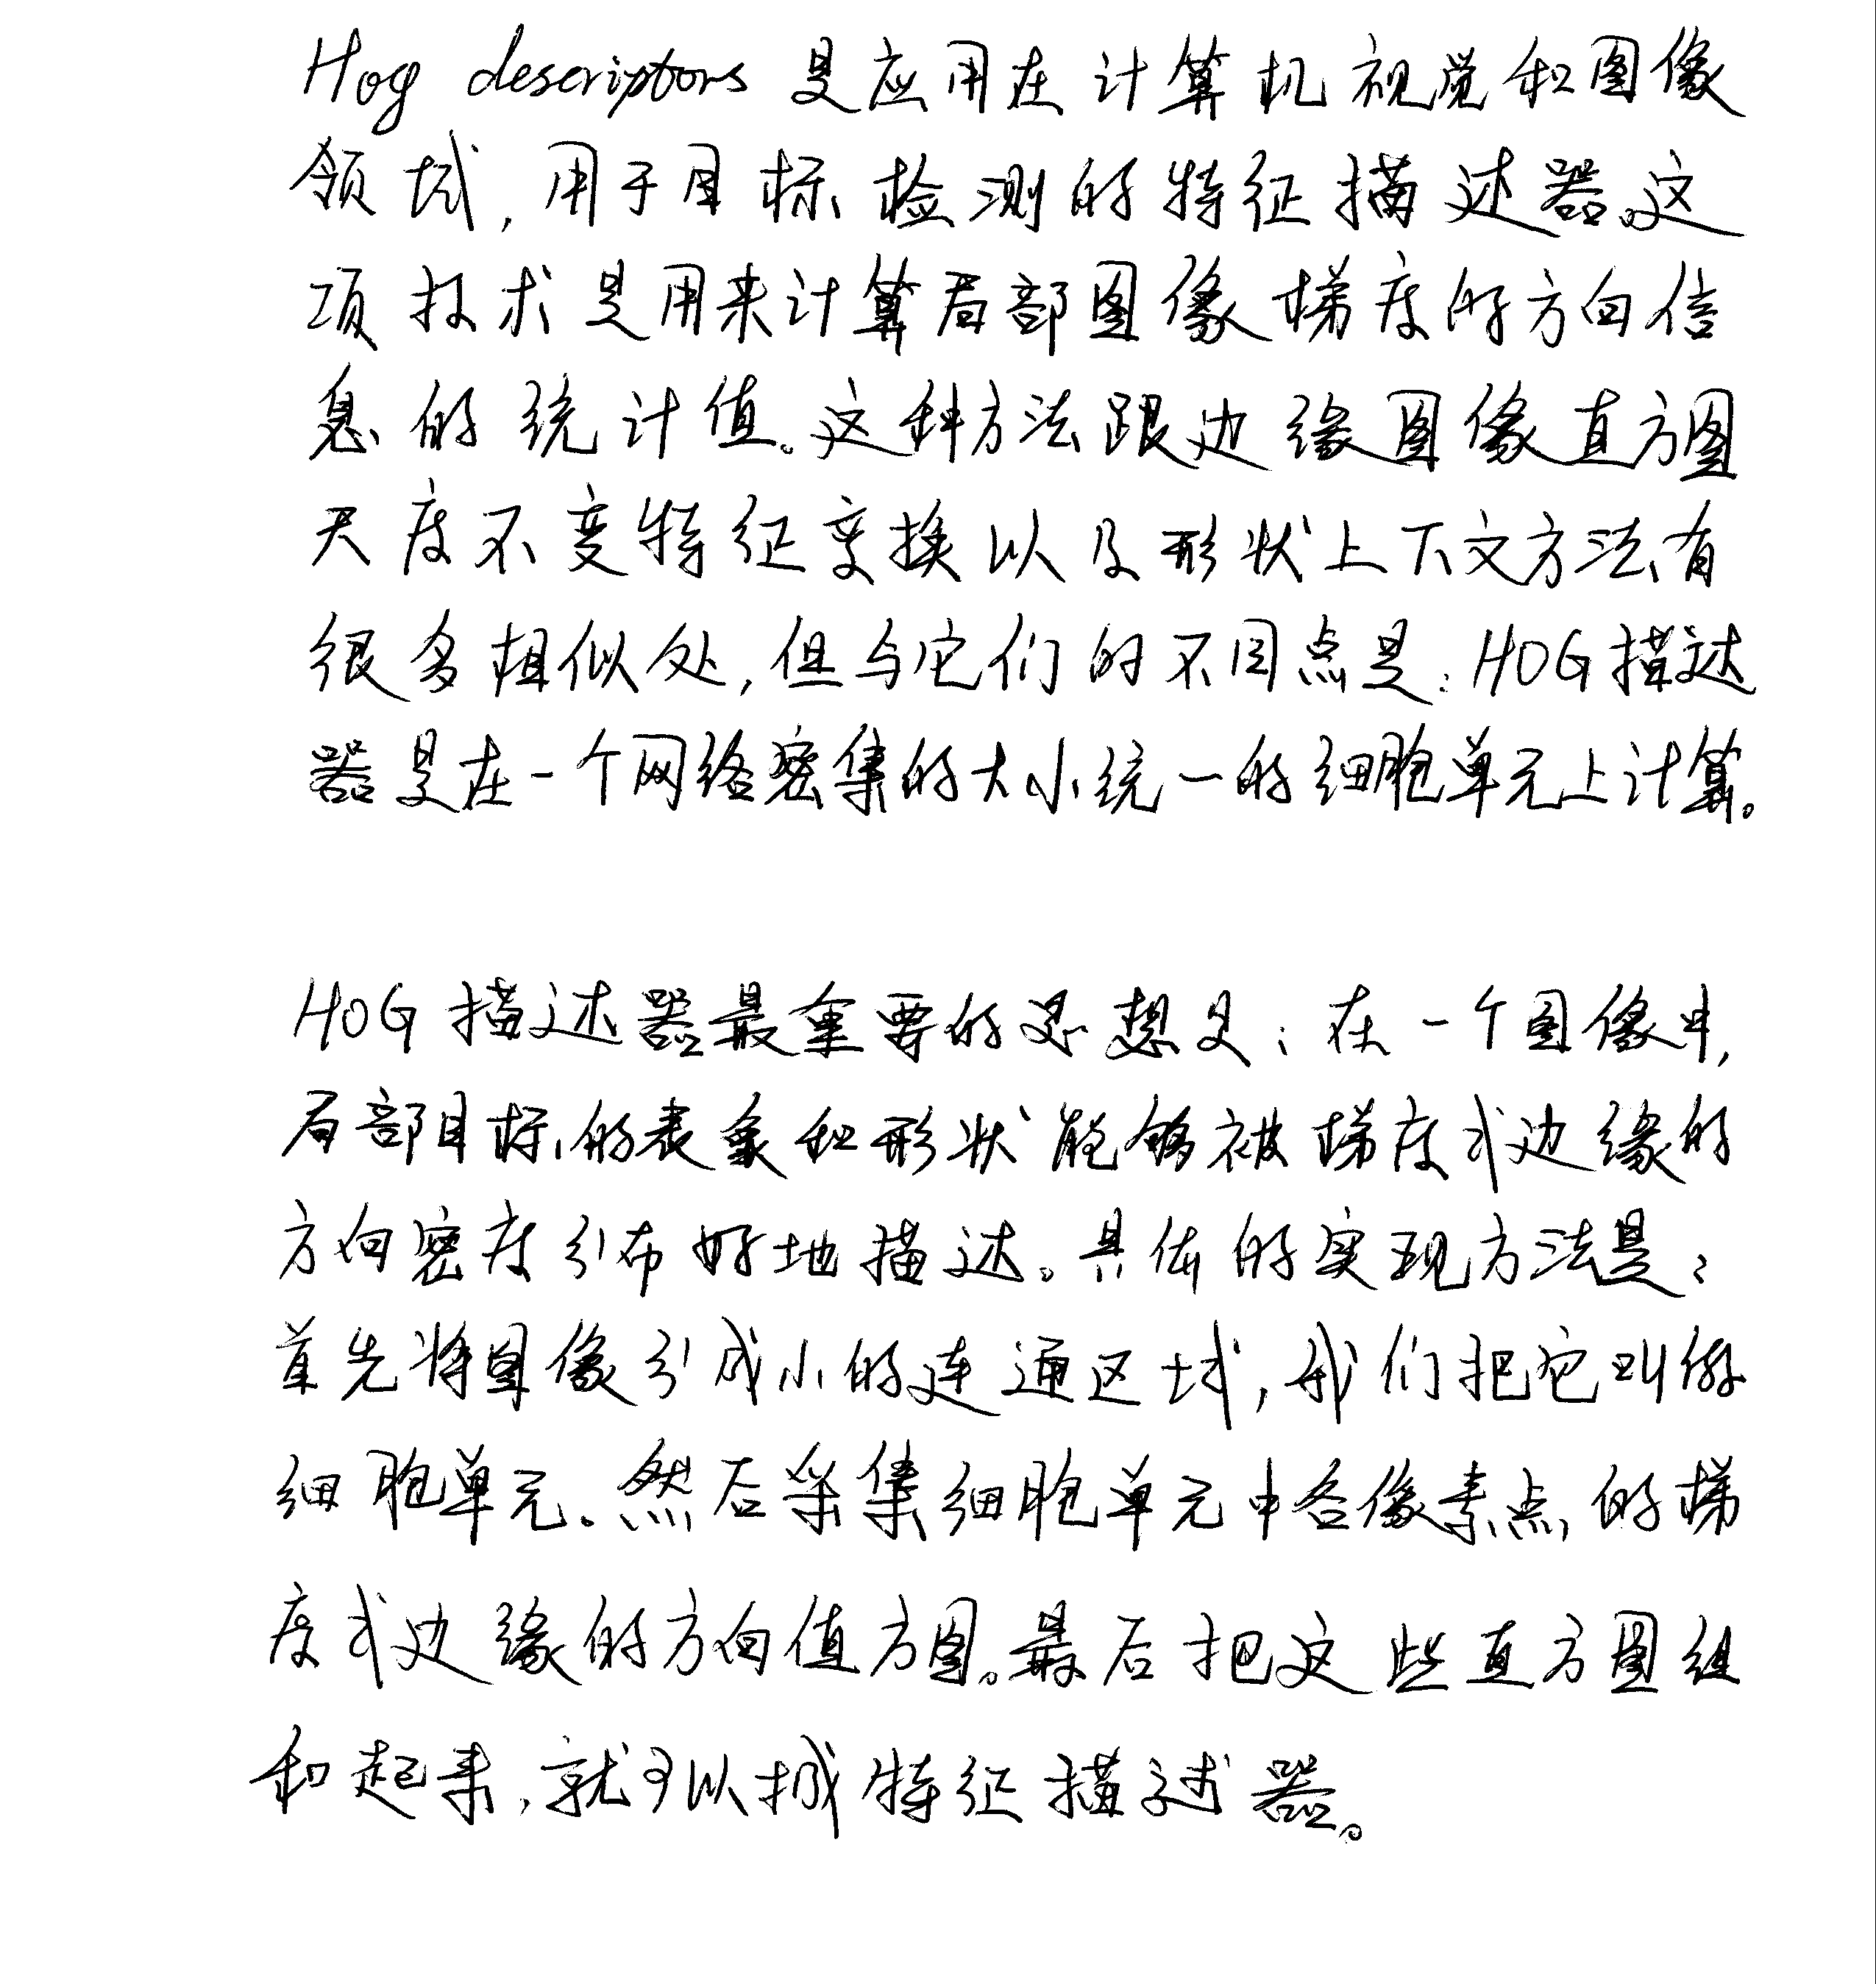 Hog descriptors 是应用在计算机视觉和图像
领域,用于目标检测的特征描述器。这
项技术是用来计算局部图像梯度的方向信
息的统计值。这种方法跟边缘图像直方图
尺度不变特征变换以及形状上下文方法有
很多相似处,但与它们的不同点是:HOG描述
器是在一个网络密集的大小统一的细胞单元上计算。
HOG描述器最重要的思想是:在一个图像中,
局部目标的表象和形状能够被梯度或边缘的
方向密度分布好地描述。具体的实现方法是:
首先将图像分成小的连通区域,我们把它叫做
细胞单元.然后采集细胞单元中各像素点的梯
度或边缘的方向值方图。最后把这些直方图组
和起来,就可以构成特征描述器。